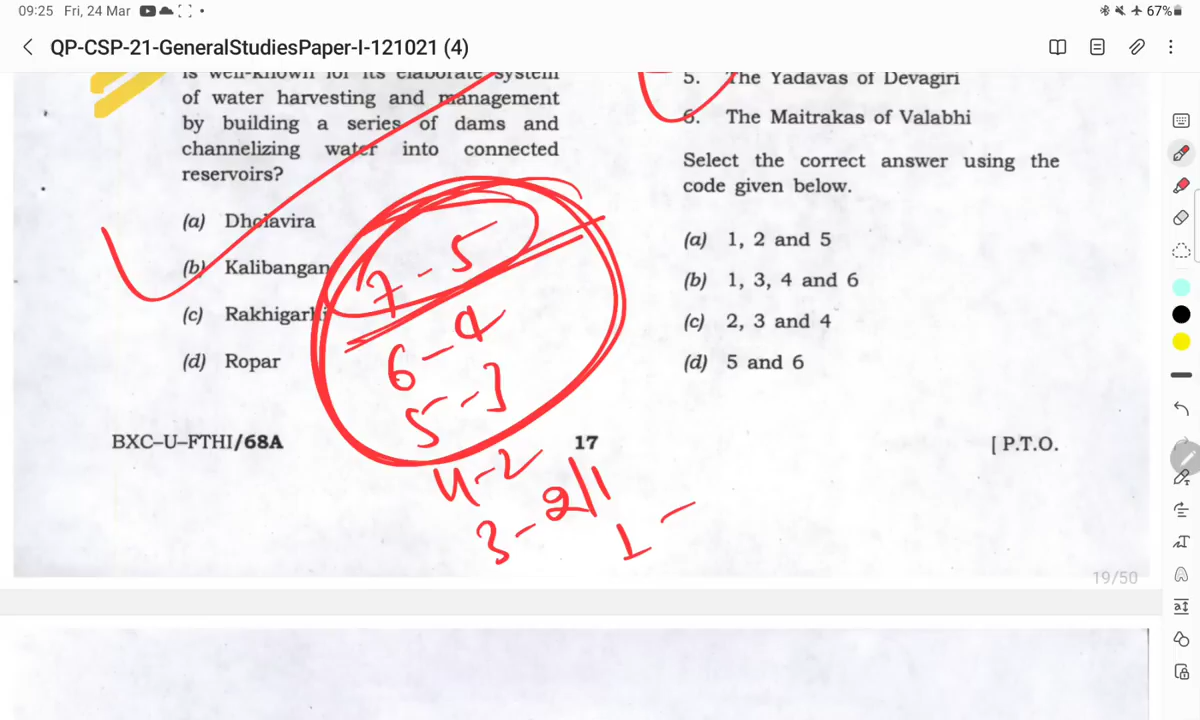 09:25 Fri, 24 Mar
67%
QP-CSP-21-GeneralStudiesPaper-I-121021 (4)
is well-known for its elaborate system
of water harvesting and management
by building a series of dams and
channelizing water into connected
reservoirs?
(a) Dholavira
(b) Kalibangan
(c) Rakhigarhi
(d) Ropar
7 - 5
6 - 4
5 - 3
4 - 2
3 - 2/1
1 -
BXC-U-FTHI/68A
17
5. The Yadavas of Devagiri
6. The Maitrakas of Valabhi
Select the correct answer using the
code given below.
(a) 1, 2 and 5
(b) 1, 3, 4 and 6
(c) 2, 3 and 4
(d) 5 and 6
[ P.T.O.
19/50